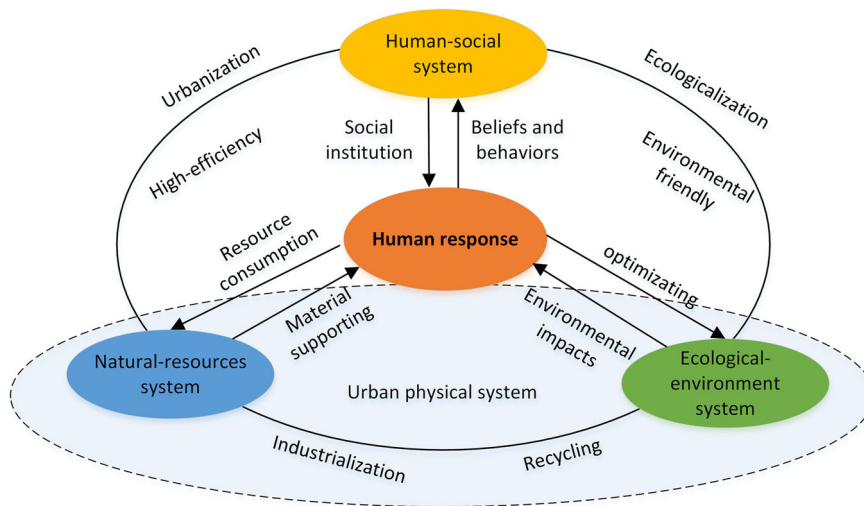 Human-social
system
Urbanization
Ecologicalization
High-efficiency
Social
institution
Beliefs and
behaviors
Environmental
friendly
Human response
Resource
consumption
optimizating
Material
supporting
Environmental
impacts
Natural-resources
system
Urban physical system
Ecological-
environment
system
Industrialization
Recycling